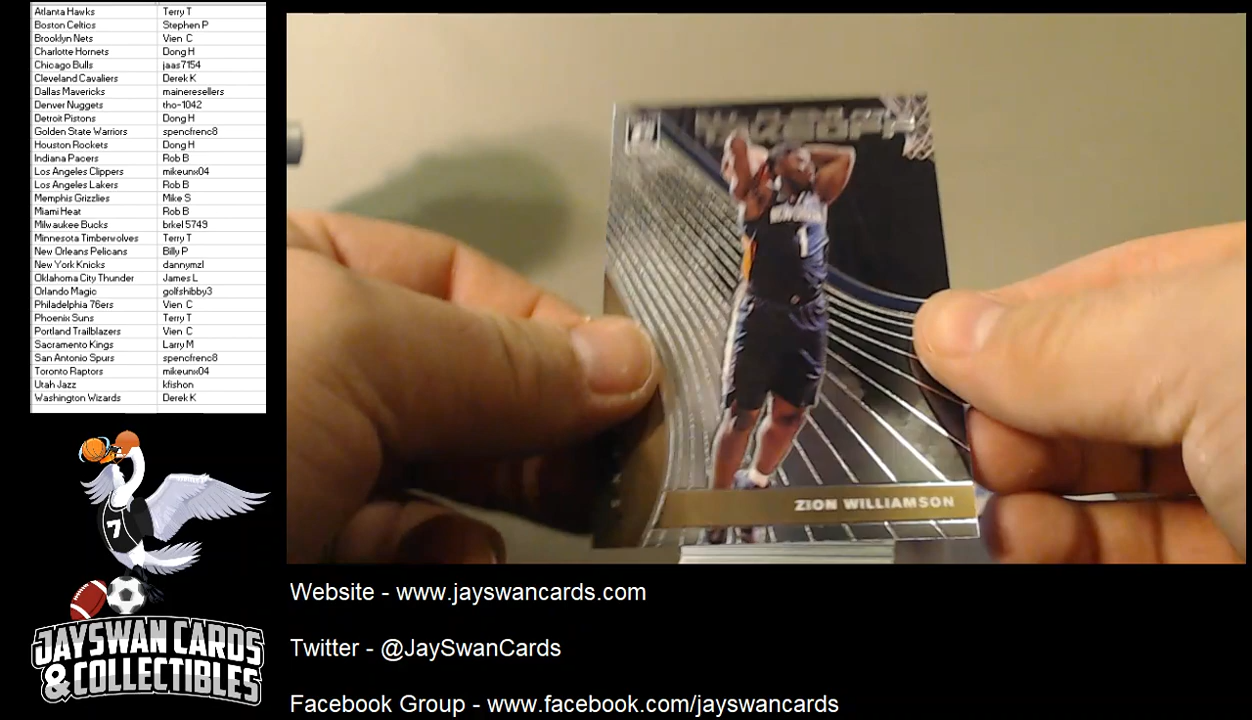 Atlanta Hawks Terry T
Boston Celtics Stephen P
Brooklyn Nets Vien C
Charlotte Hornets Dong H
Chicago Bulls jaas7154
Cleveland Cavaliers Derek K
Dallas Mavericks maineresellers
Denver Nuggets tho-1042
Detroit Pistons Dong H
Golden State Warriors spencfrenc8
Houston Rockets Dong H
Indiana Pacers Rob B
Los Angeles Clippers mikeunx04
Los Angeles Lakers Rob B
Memphis Grizzlies Mike S
Miami Heat Rob B
Milwaukee Bucks brkel5749
Minnesota Timberwolves Terry T
New Orleans Pelicans Billy P
New York Knicks dannymzl
Oklahoma City Thunder James L
Orlando Magic golfshibby3
Philadelphia 76ers Vien C
Phoenix Suns Terry T
Portland Trailblazers Vien C
Sacramento Kings Larry M
San Antonio Spurs spencfrenc8
Toronto Raptors mikeunx04
Utah Jazz kfishon
Washington Wizards Derek K
TAKEOFF
1
ZION WILLIAMSON
7
JAYSWAN CARDS
& COLLECTIBLES
Website - www.jayswancards.com
Twitter - @JaySwanCards
Facebook Group - www.facebook.com/jayswancards